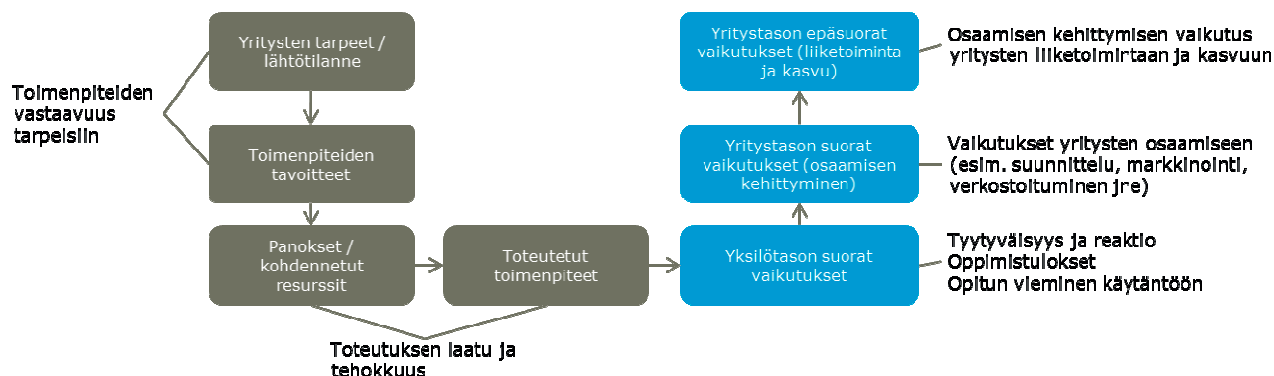 Toimenpiteiden
vastaavuus
tarpeisiin
Yritysten tarpeet /
lähtötilanne
Toimenpiteiden
tavoitteet
Panokset /
kohdennetut
resurssit
Toteutetut
toimenpiteet
Toteutuksen laatu ja
tehokkuus
Yritystason epäsuorat
vaikutukset (liiketoiminta
ja kasvu)
Osaamisen kehittymisen vaikutus
yritysten liiketoimirtaan ja kasvuun
Yritystason suorat
vaikutukset (osaamisen
kehittyminen)
Vaikutukset yritysten osaamiseen
(esim. suunnittelu, markkinointi,
verkostoituminen jre)
Yksilötason suorat
vaikutukset
Tyytyväisyys ja reaktio
Oppimistulokset
Opitun vieminen käytäntöön